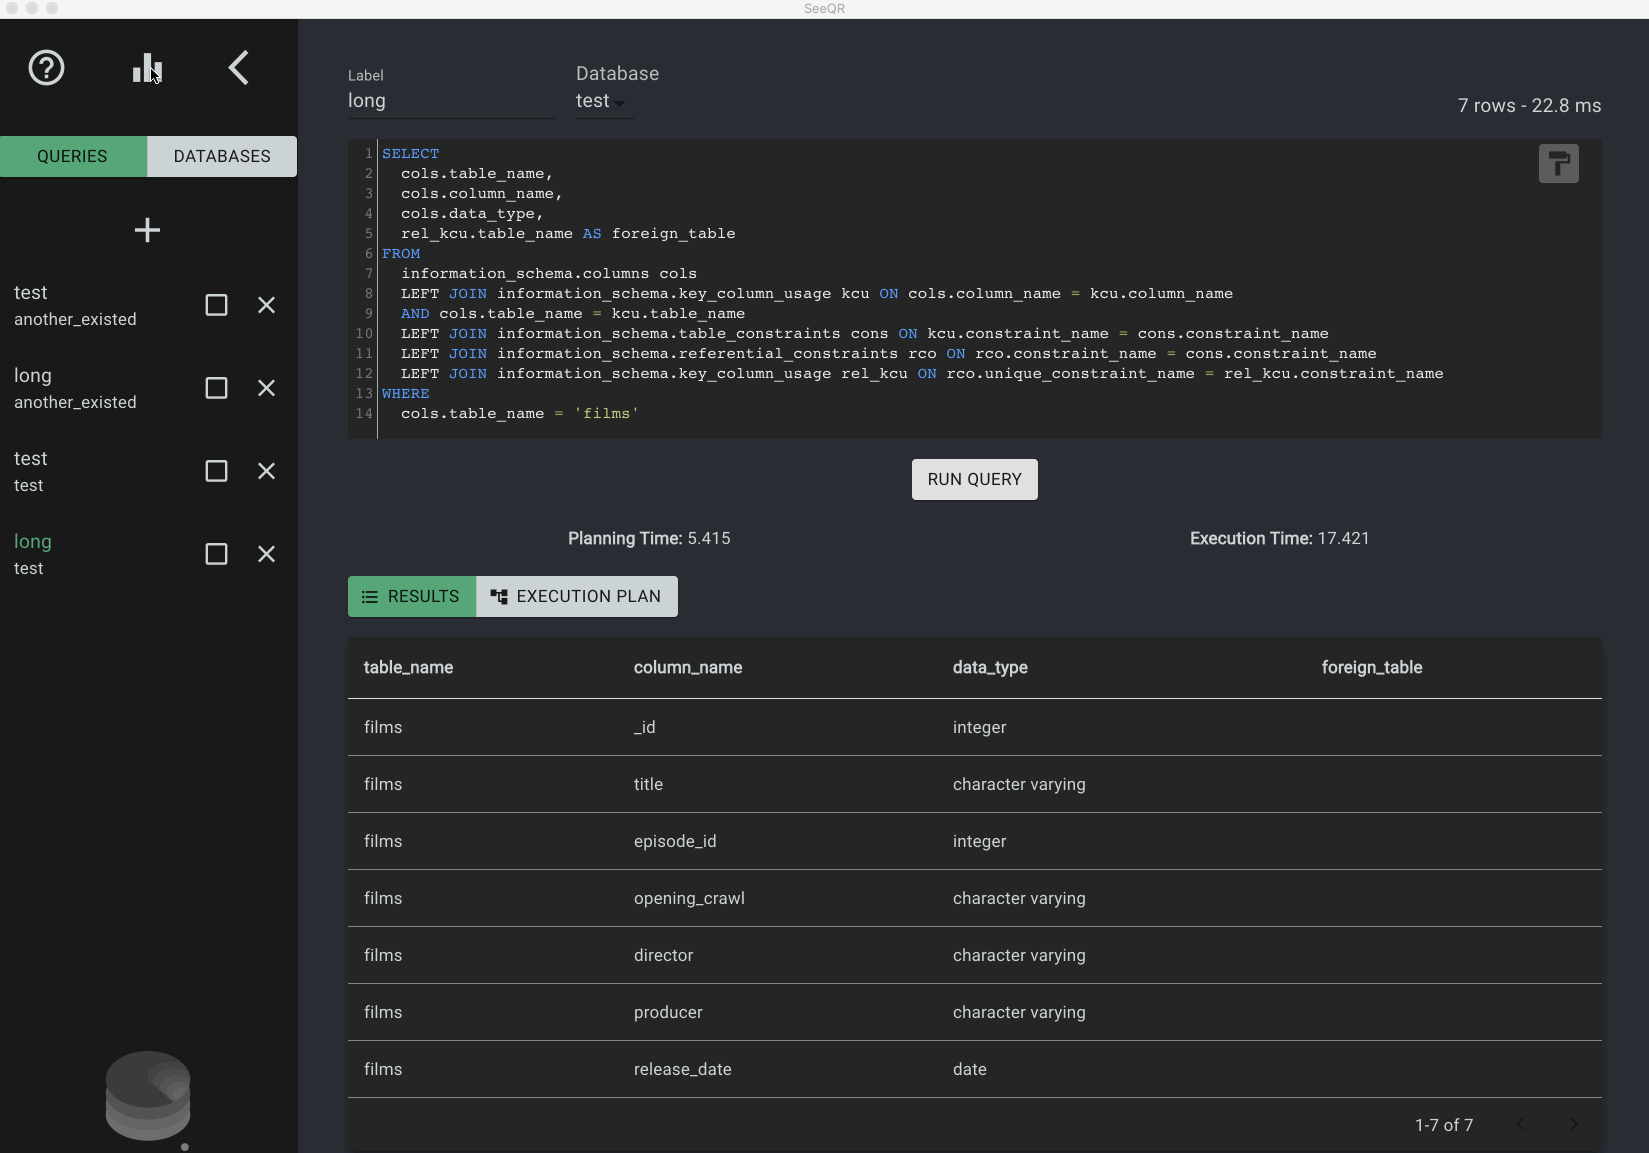 SeeQR
QUERIES
DATABASES
test
another_existed
long
another_existed
test
test
long
test
Label
long
Database
test
7 rows - 22.8 ms
1 SELECT
2 cols.table_name,
3 cols.column_name,
4 cols.data_type,
5 rel_kcu.table_name AS foreign_table
6 FROM
7 information_schema.columns cols
8 LEFT JOIN information_schema.key_column_usage kcu ON cols.column_name = kcu.column_name
9 AND cols.table_name = kcu.table_name
10 LEFT JOIN information_schema.table_constraints cons ON kcu.constraint_name = cons.constraint_name
11 LEFT JOIN information_schema.referential_constraints rco ON rco.constraint_name = cons.constraint_name
12 LEFT JOIN information_schema.key_column_usage rel_kcu ON rco.unique_constraint_name = rel_kcu.constraint_name
13 WHERE
14 cols.table_name = 'films'
RUN QUERY
Planning Time: 5.415
Execution Time: 17.421
RESULTS
EXECUTION PLAN
table_name column_name data_type foreign_table
films _id integer
films title character varying
films episode_id integer
films opening_crawl character varying
films director character varying
films producer character varying
films release_date date
1-7 of 7